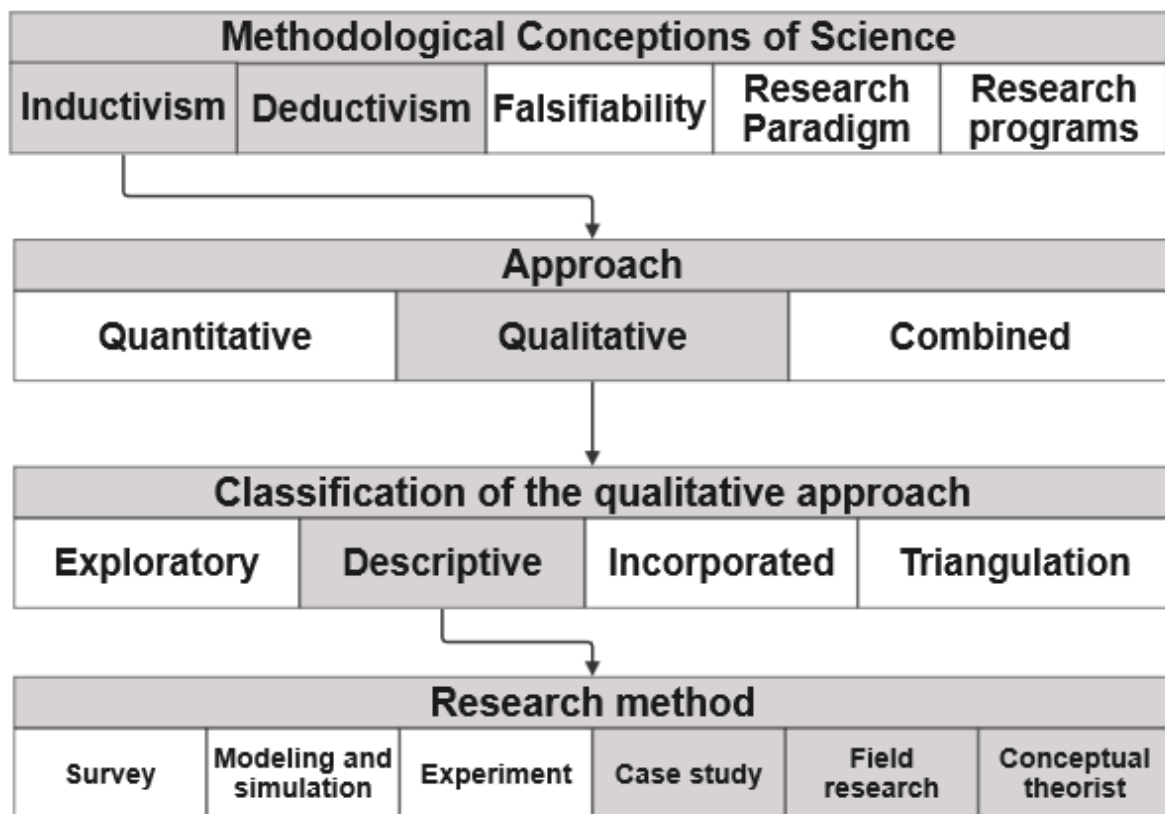 Methodological Conceptions of Science
Inductivism
Deductivism
Falsifiability
Research
Paradigm
Research
programs
Approach
Quantitative
Qualitative
Combined
Classification of the qualitative approach
Exploratory
Descriptive
Incorporated
Triangulation
Research method
Survey
Modeling and
simulation
Experiment
Case study
Field
research
Conceptual
theorist